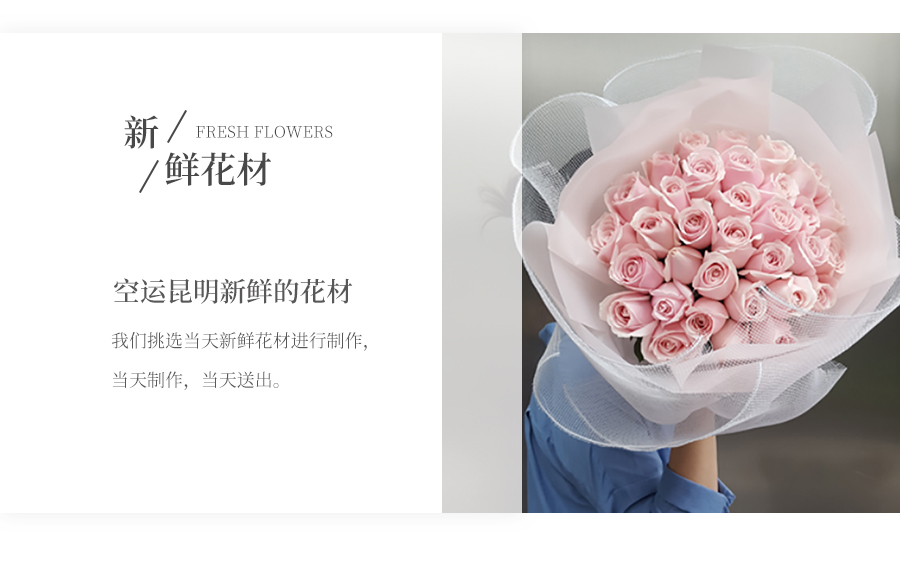 新
FRESH FLOWERS
鲜花材
空运昆明新鲜的花材
我们挑选当天新鲜花材进行制作,
当天制作，当天送出。